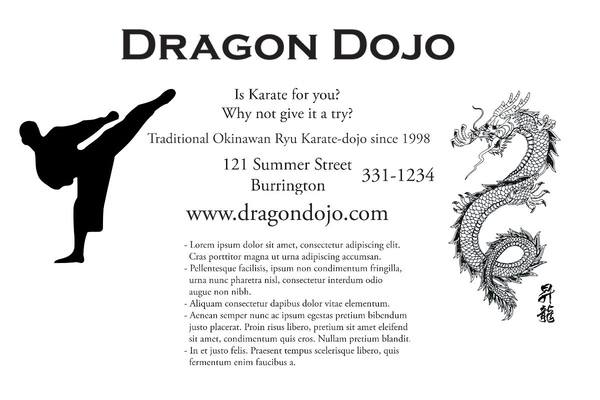 DRAGON DOJO
Is Karate for you?
Why not give it a try?
Traditional Okinawan Ryu Karate-dojo since 1998
121 Summer Street
Burrington
331-1234
www.dragondojo.com
- Lorem ipsum dolor sit amet, consectetur adipiscing elit.
Cras porttitor magna ut urna adipiscing accumsan.
- Pellentesque facilisis, ipsum non condimentum fringilla,
urna nunc pharetra nisl, consectetur interdum odio
augue non nibh.
- Aliquam consectetur dapibus dolor vitae elementum.
- Aenean semper nunc ac ipsum egestas pretium bibendum
justo placerat. Proin risus libero, pretium sit amet eleifend
sit amet, condimentum quis eros. Nullam pretium blandit.
- In et justo felis. Praesent tempus scelerisque libero, quis
fermentum enim faucibus a.
昇龍